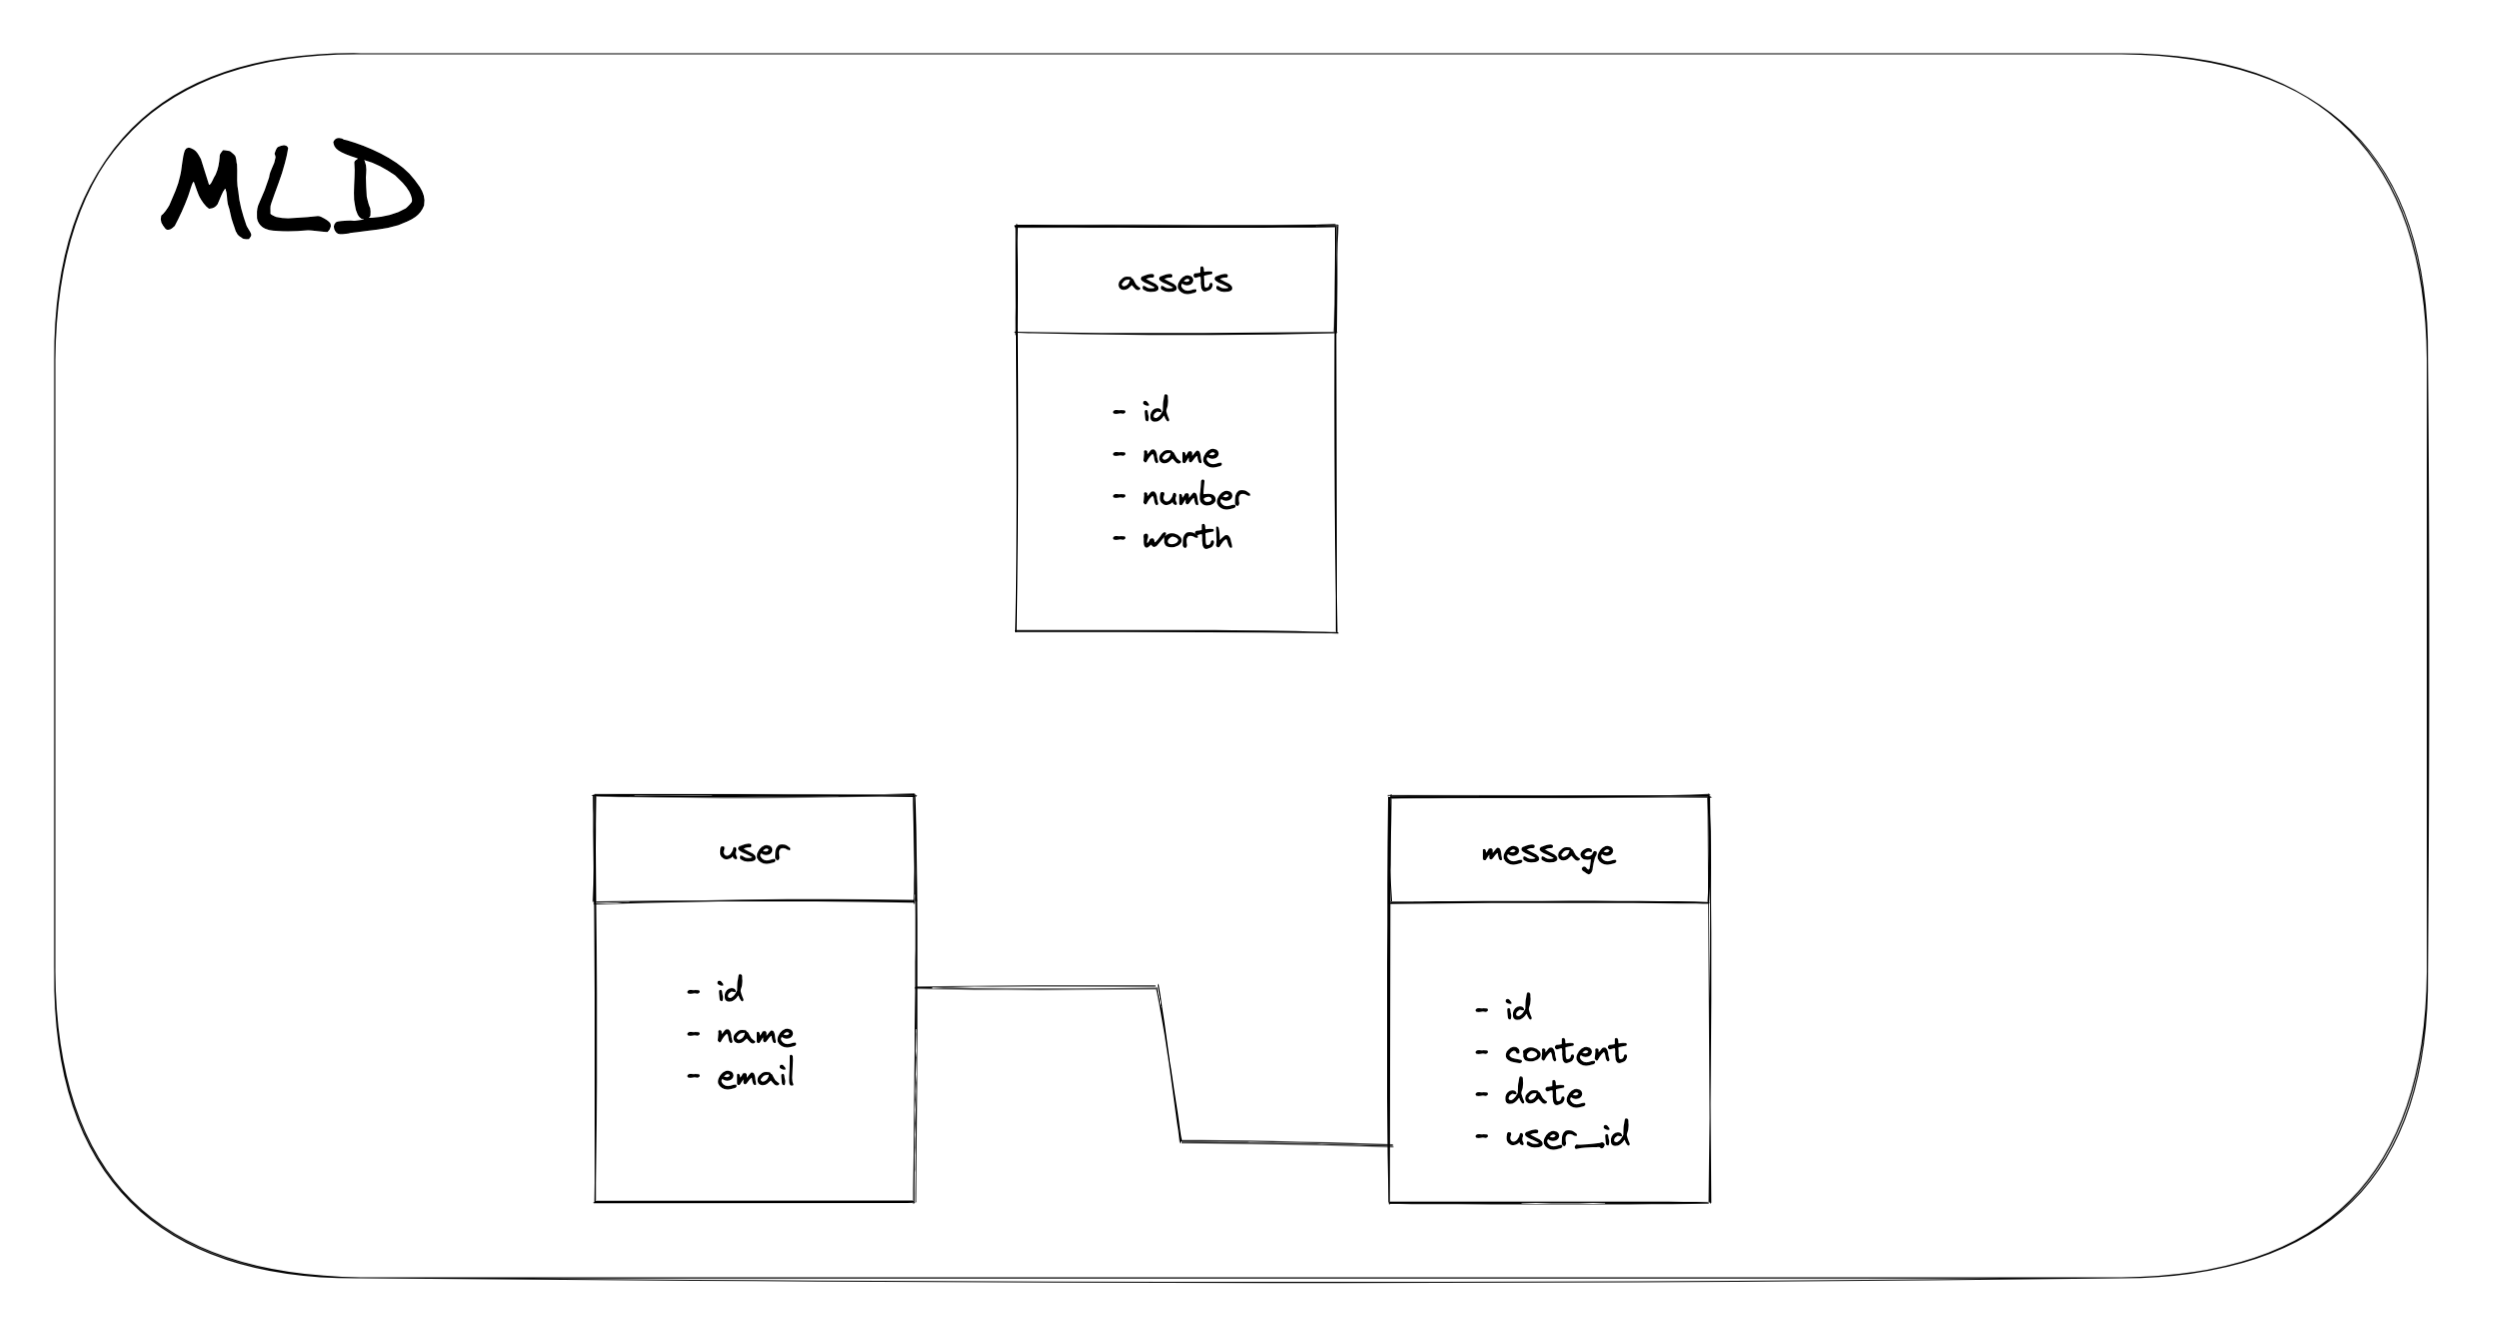 MLD
assets
- id
- name
- number
- worth
user
- id
- name
- email
message
- id
- content
- date
- user_id